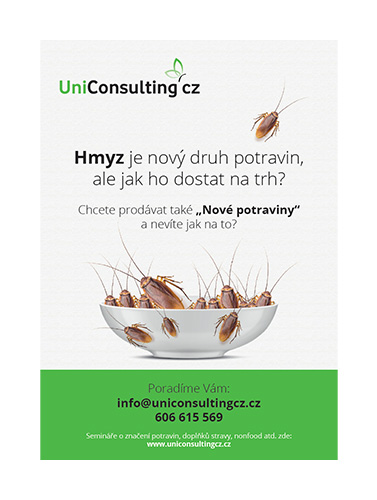 UniConsulting cz
Hmyz je nový druh potravin,
ale jak ho dostat na trh?
Chcete prodávat také „Nové potraviny“
a nevíte jak na to?
Poradíme Vám:
info@uniconsultingcz.cz
606 615 569
Semináře o značení potravin, doplňků stravy, nonfood atd. zde:
www.uniconsultingcz.cz